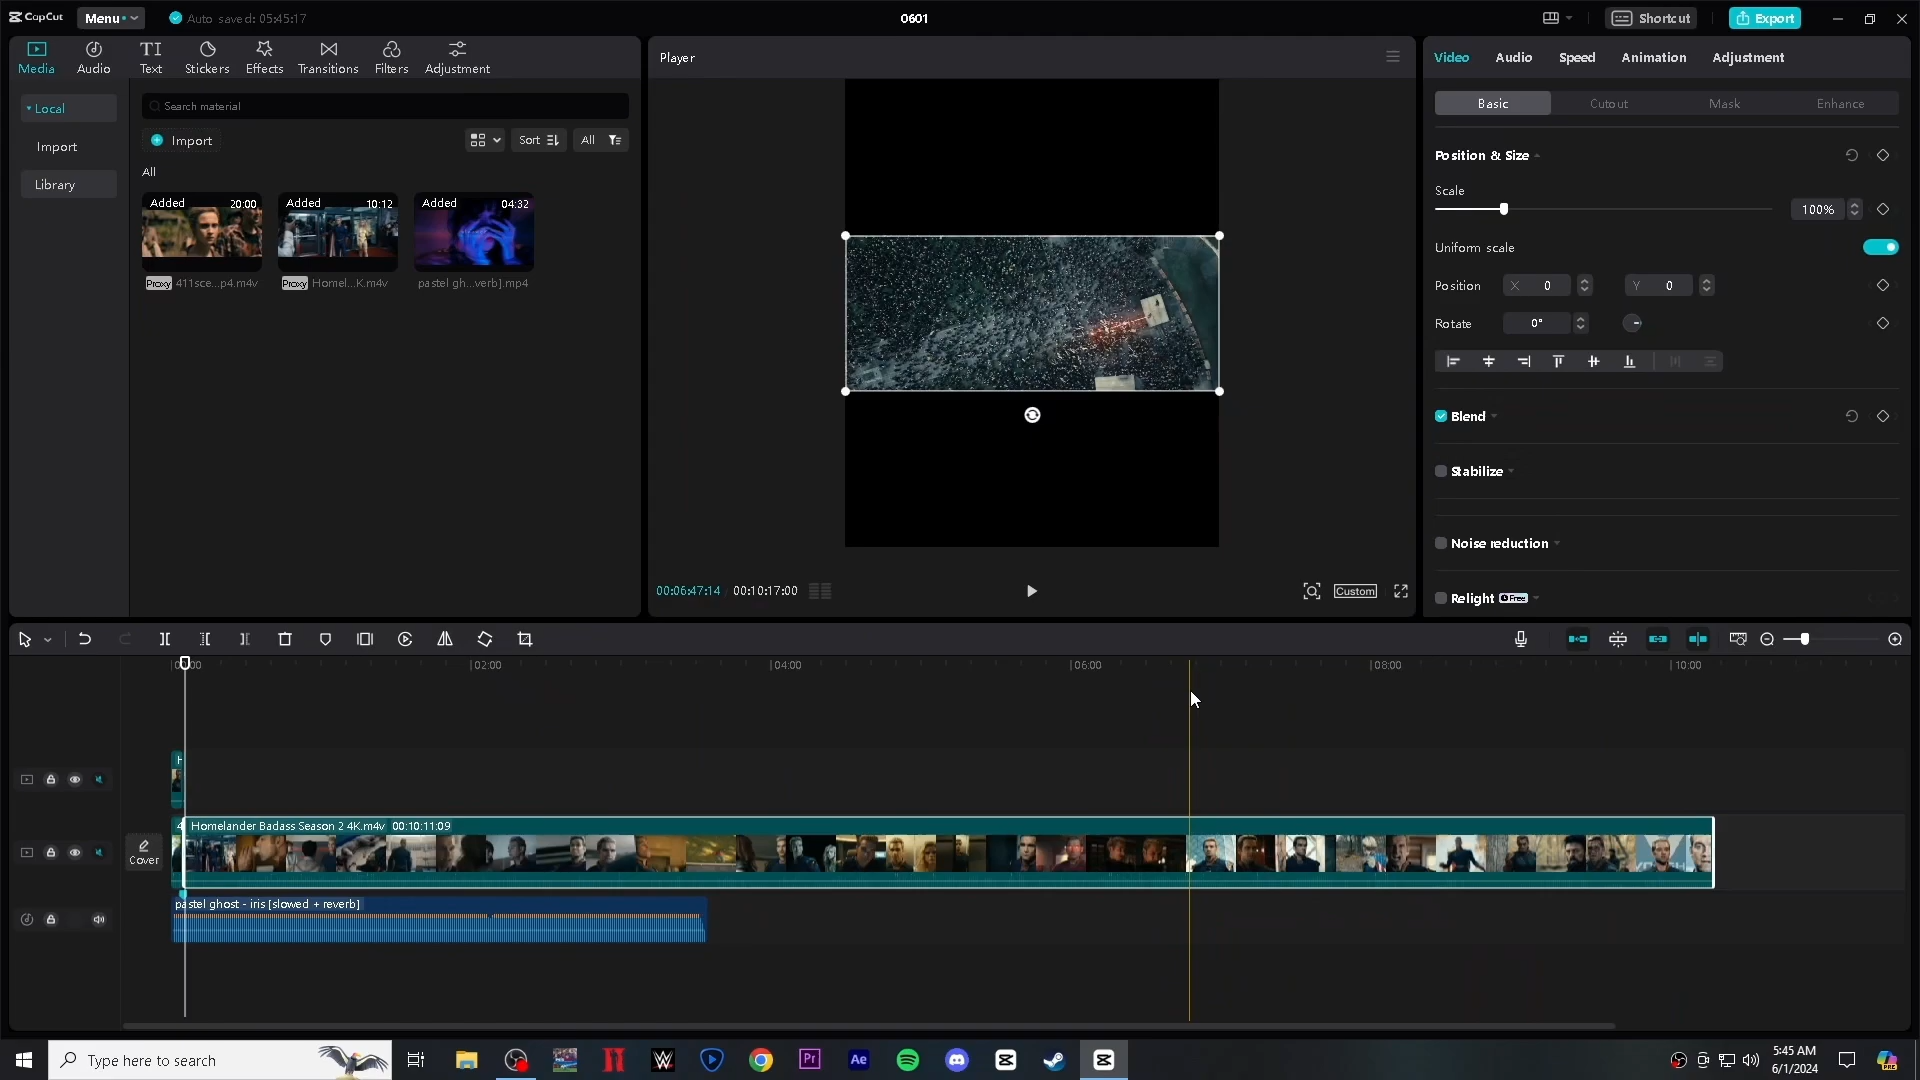 CapCut
Menu
Auto saved: 05:45:17
0601
Shortcut
Export
Media
Audio
Text
Stickers
Effects
Transitions
Filters
Adjustment
Local
Import
Library
Search material
Import
Sort
All
All
Added 20:00
Added 10:12
Added 04:32
Proxy 411sce...p4.m4v
Proxy Homel...K.m4v
pastel gh...verb].mp4
Player
00:06:47:14 00:10:17:00
Custom
Video
Audio
Speed
Animation
Adjustment
Basic
Cutout
Mask
Enhance
Position & Size
Scale
100%
Uniform scale
Position X 0 Y 0
Rotate 0°
Blend
Stabilize
Noise reduction
Relight Free
02:00
04:00
06:00
08:00
10:00
Cover
Homelander Badass Season 2 4K.m4v 00:10:11:09
pastel ghost - iris [slowed + reverb]
Type here to search
5:45 AM
6/1/2024